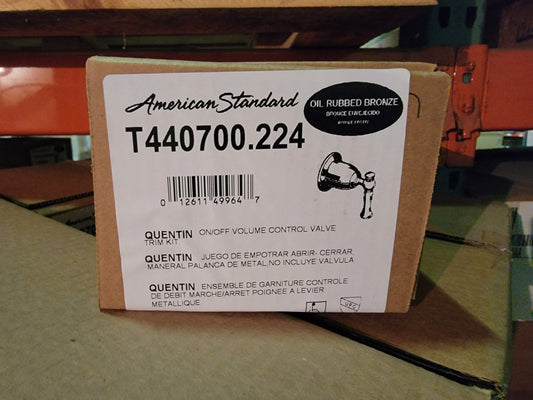 American Standard
OIL RUBBED BRONZE
BRONCE ENVEJECIDO
T440700.224
0 12611 49964 7
QUENTIN ON/OFF VOLUME CONTROL VALVE
TRIM KIT
QUENTIN JUEGO DE EMPOTRAR ABRIR- CERRAR,
MANERAL PALANCA DE METAL,NO INCLUYE VALVULA
QUENTIN ENSEMBLE DE GARNITURE CONTROLE
DE DEBIT MARCHE/ARRET POIGNEE A LEVIER
METALLIQUE